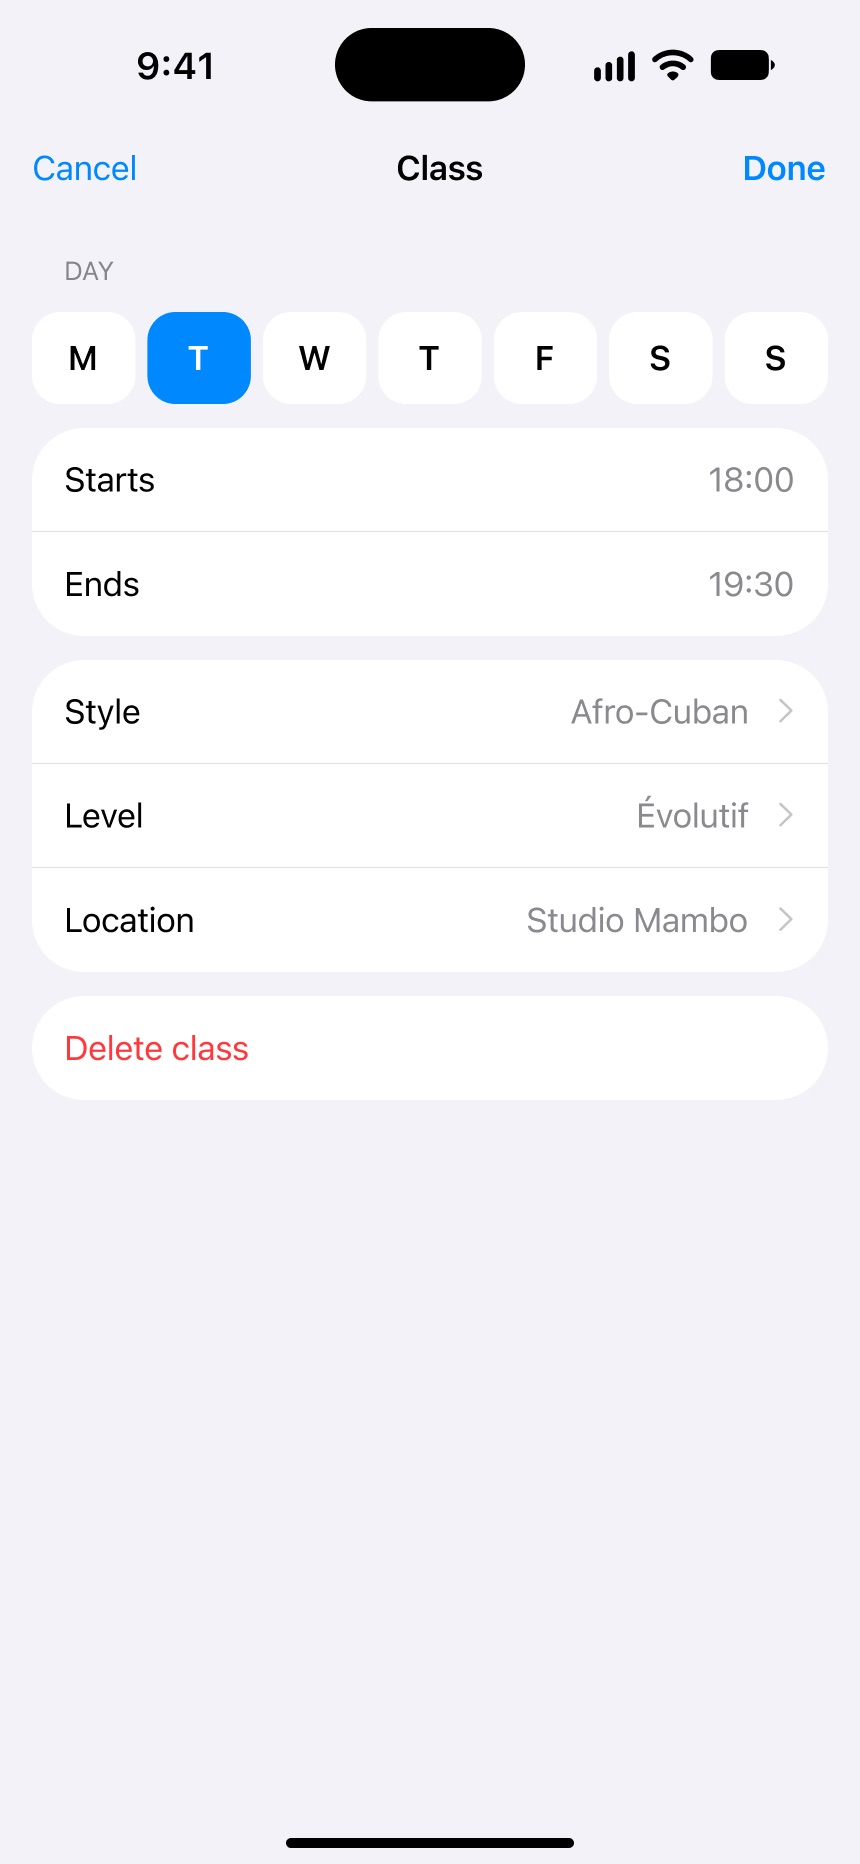 9:41
Cancel Class Done
DAY
M T W T F S S
Starts 18:00
Ends 19:30
Style Afro-Cuban
Level Évolutif
Location Studio Mambo
Delete class